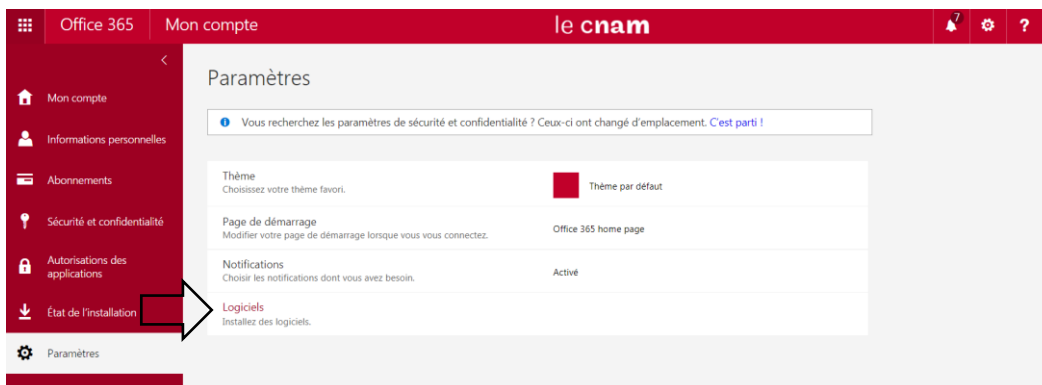 Office 365 Mon compte le cnam 7 ?
Paramètres
Vous recherchez les paramètres de sécurité et confidentialité ? Ceux-ci ont changé d'emplacement. C'est parti !
Mon compte
Informations personnelles
Abonnements
Sécurité et confidentialité
Autorisations des
applications
État de l'installation
Paramètres
Thème
Choisissez votre thème favori.
Thème par défaut
Page de démarrage
Modifier votre page de démarrage lorsque vous vous connectez.
Office 365 home page
Notifications
Choisir les notifications dont vous avez besoin.
Activé
Logiciels
Installez des logiciels.